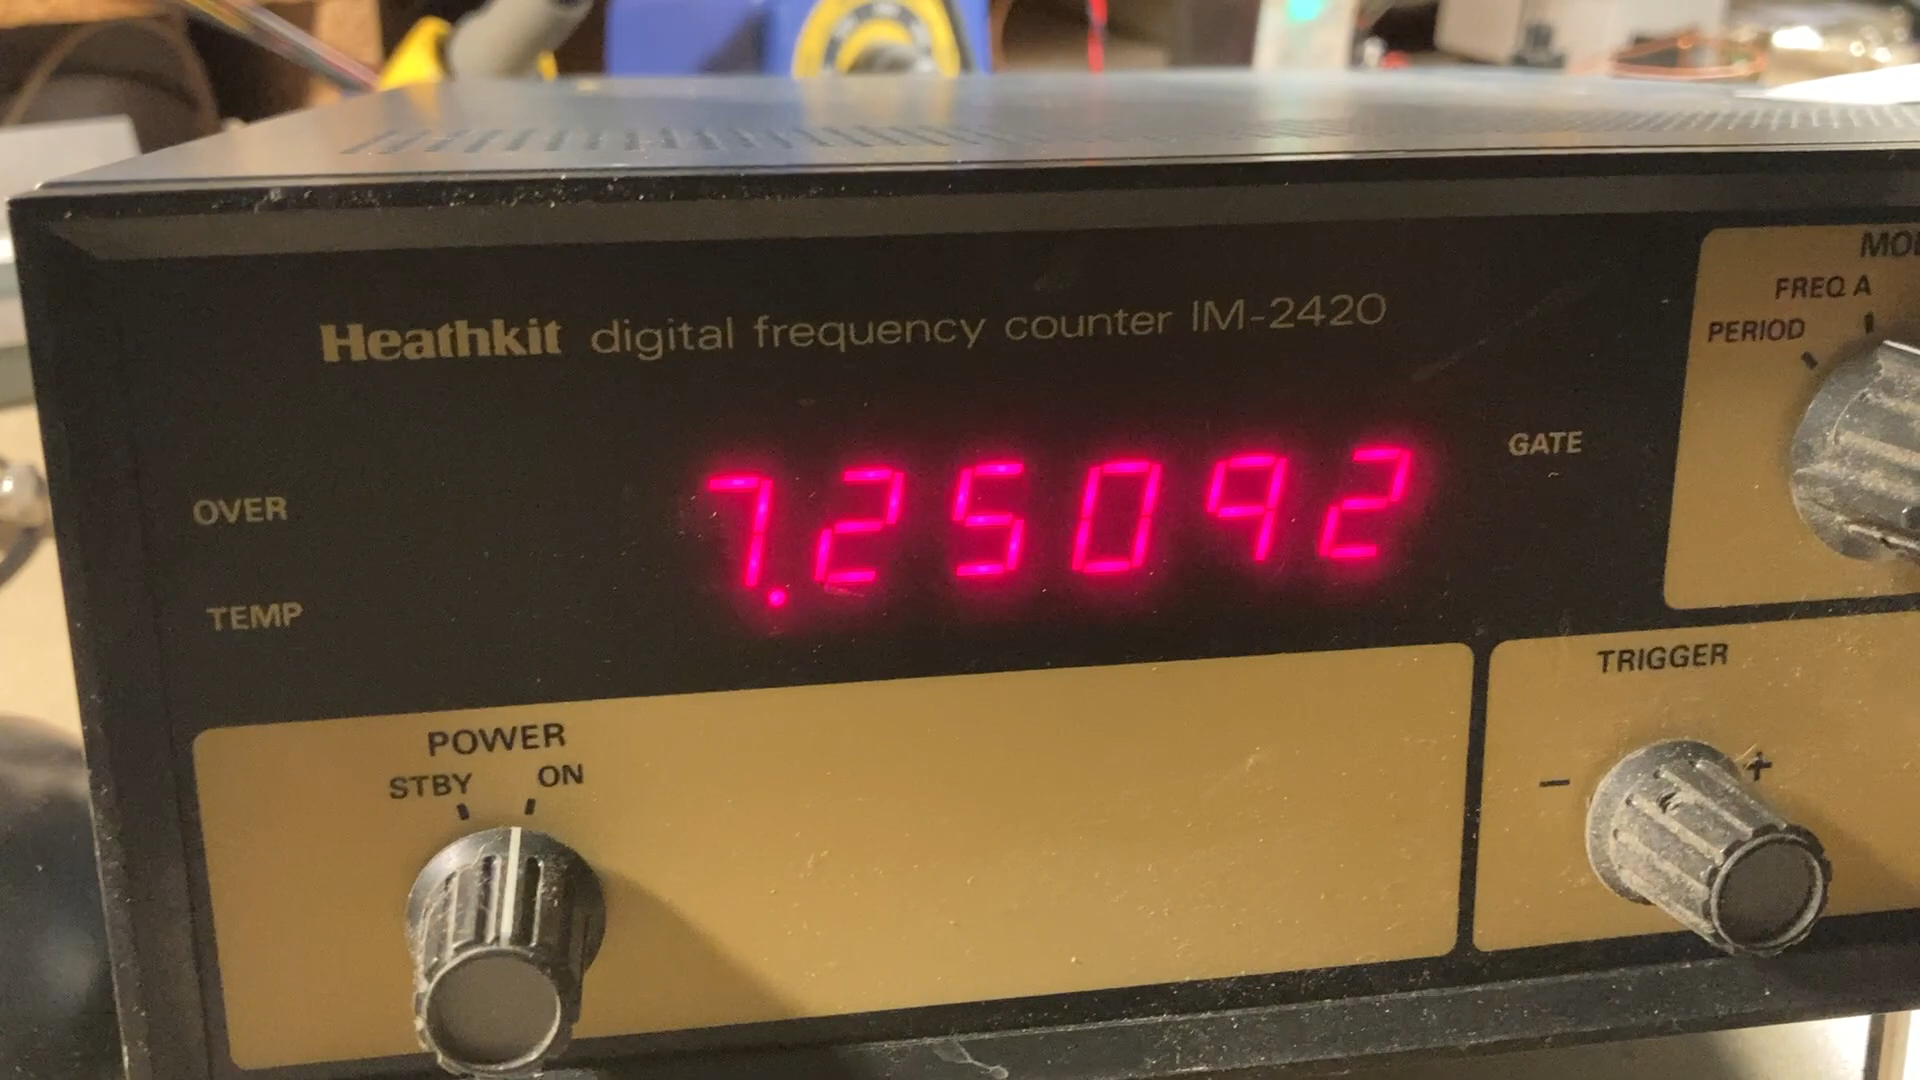 Heathkit digital frequency counter IM-2420
FREQ A
PERIOD
7.25092
GATE
OVER
TEMP
TRIGGER
- +
POWER
STBY ON